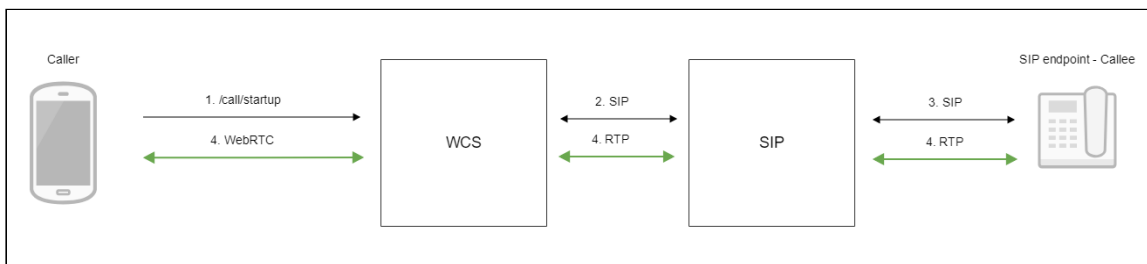 Caller
SIP endpoint - Callee
1. /call/startup
2. SIP
3. SIP
4. WebRTC
WCS
4. RTP
SIP
4. RTP